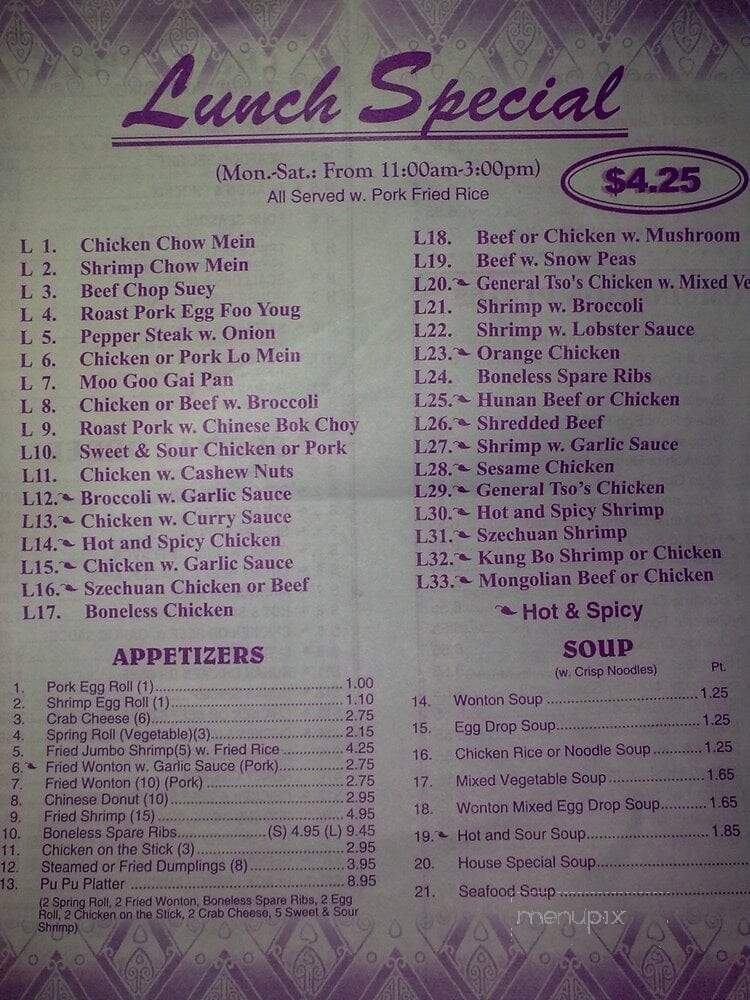 Lunch Special
(Mon.-Sat.: From 11:00am-3:00pm)
$4.25
All Served w. Pork Fried Rice
L 1. Chicken Chow Mein
L 2. Shrimp Chow Mein
L 3. Beef Chop Suey
L 4. Roast Pork Egg Foo Youg
L 5. Pepper Steak w. Onion
L 6. Chicken or Pork Lo Mein
L 7. Moo Goo Gai Pan
L 8. Chicken or Beef w. Broccoli
L 9. Roast Pork w. Chinese Bok Choy
L10. Sweet & Sour Chicken or Pork
L11. Chicken w. Cashew Nuts
L12. Broccoli w. Garlic Sauce
L13. Chicken w. Curry Sauce
L14. Hot and Spicy Chicken
L15. Chicken w. Garlic Sauce
L16. Szechuan Chicken or Beef
L17. Boneless Chicken
L18. Beef or Chicken w. Mushroom
L19. Beef w. Snow Peas
L20. General Tso's Chicken w. Mixed Ve
L21. Shrimp w. Broccoli
L22. Shrimp w. Lobster Sauce
L23. Orange Chicken
L24. Boneless Spare Ribs
L25. Hunan Beef or Chicken
L26. Shredded Beef
L27. Shrimp w. Garlic Sauce
L28. Sesame Chicken
L29. General Tso's Chicken
L30. Hot and Spicy Shrimp
L31. Szechuan Shrimp
L32. Kung Bo Shrimp or Chicken
L33. Mongolian Beef or Chicken
Hot & Spicy
APPETIZERS
1. Pork Egg Roll (1) 1.00
2. Shrimp Egg Roll (1) 1.10
3. Crab Cheese (6) 2.75
4. Spring Roll (Vegetable)(3) 2.15
5. Fried Jumbo Shrimp(5) w. Fried Rice 4.25
6. Fried Wonton w. Garlic Sauce (Pork) 2.75
7. Fried Wonton (10) (Pork) 2.75
8. Chinese Donut (10) 2.95
9. Fried Shrimp (15) 4.95
10. Boneless Spare Ribs (S) 4.95 (L) 9.45
11. Chicken on the Stick (3) 2.95
12. Steamed or Fried Dumplings (8) 3.95
13. Pu Pu Platter 8.95
(2 Spring Roll, 2 Fried Wonton, Boneless Spare Ribs, 2 Egg
Roll, 2 Chicken on the Stick, 2 Crab Cheese, 5 Sweet & Sour
Shrimp)
SOUP
(w. Crisp Noodles) Pt.
14. Wonton Soup 1.25
15. Egg Drop Soup 1.25
16. Chicken Rice or Noodle Soup 1.25
17. Mixed Vegetable Soup 1.65
18. Wonton Mixed Egg Drop Soup 1.65
19. Hot and Sour Soup 1.85
20. House Special Soup
21. Seafood Soup
menupix